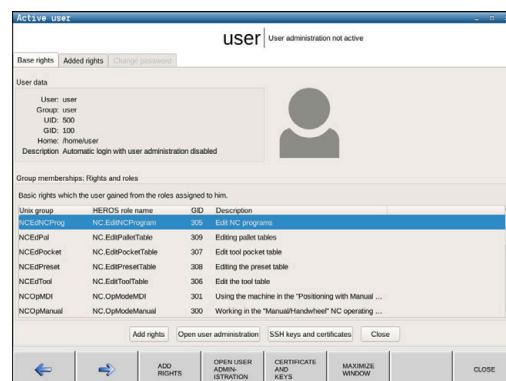 Active user
user User administration not active
Base rights Added rights Change password
User data
User: user
Group: user
UID: 500
GID: 100
Home: /home/user
Description Automatic login with user administration disabled
Group memberships: Rights and roles
Basic rights which the user gained from the roles assigned to him.
Unix group HEROS role name GID Description
NCEdNCProg NC.EditNCProgram 305 Edit NC programs
NCEdPal NC.EditPalletTable 309 Editing pallet tables
NCEdPocket NC.EditPocketTable 307 Edit tool pocket table
NCEdPreset NC.EditPresetTable 308 Editing the preset table
NCEdTool NC.EditToolTable 306 Edit the tool table
NCOpMDI NC.OpModeMDI 301 Using the machine in the "Positioning with Manual ...
NCOpManual NC.OpModeManual 300 Working in the "Manual/Handwheel" NC operating ...
Add rights Open user administration SSH keys and certificates Close
ADD RIGHTS
OPEN USER ADMIN- ISTRATION
CERTIFICATE AND KEYS
MAXIMIZE WINDOW
CLOSE